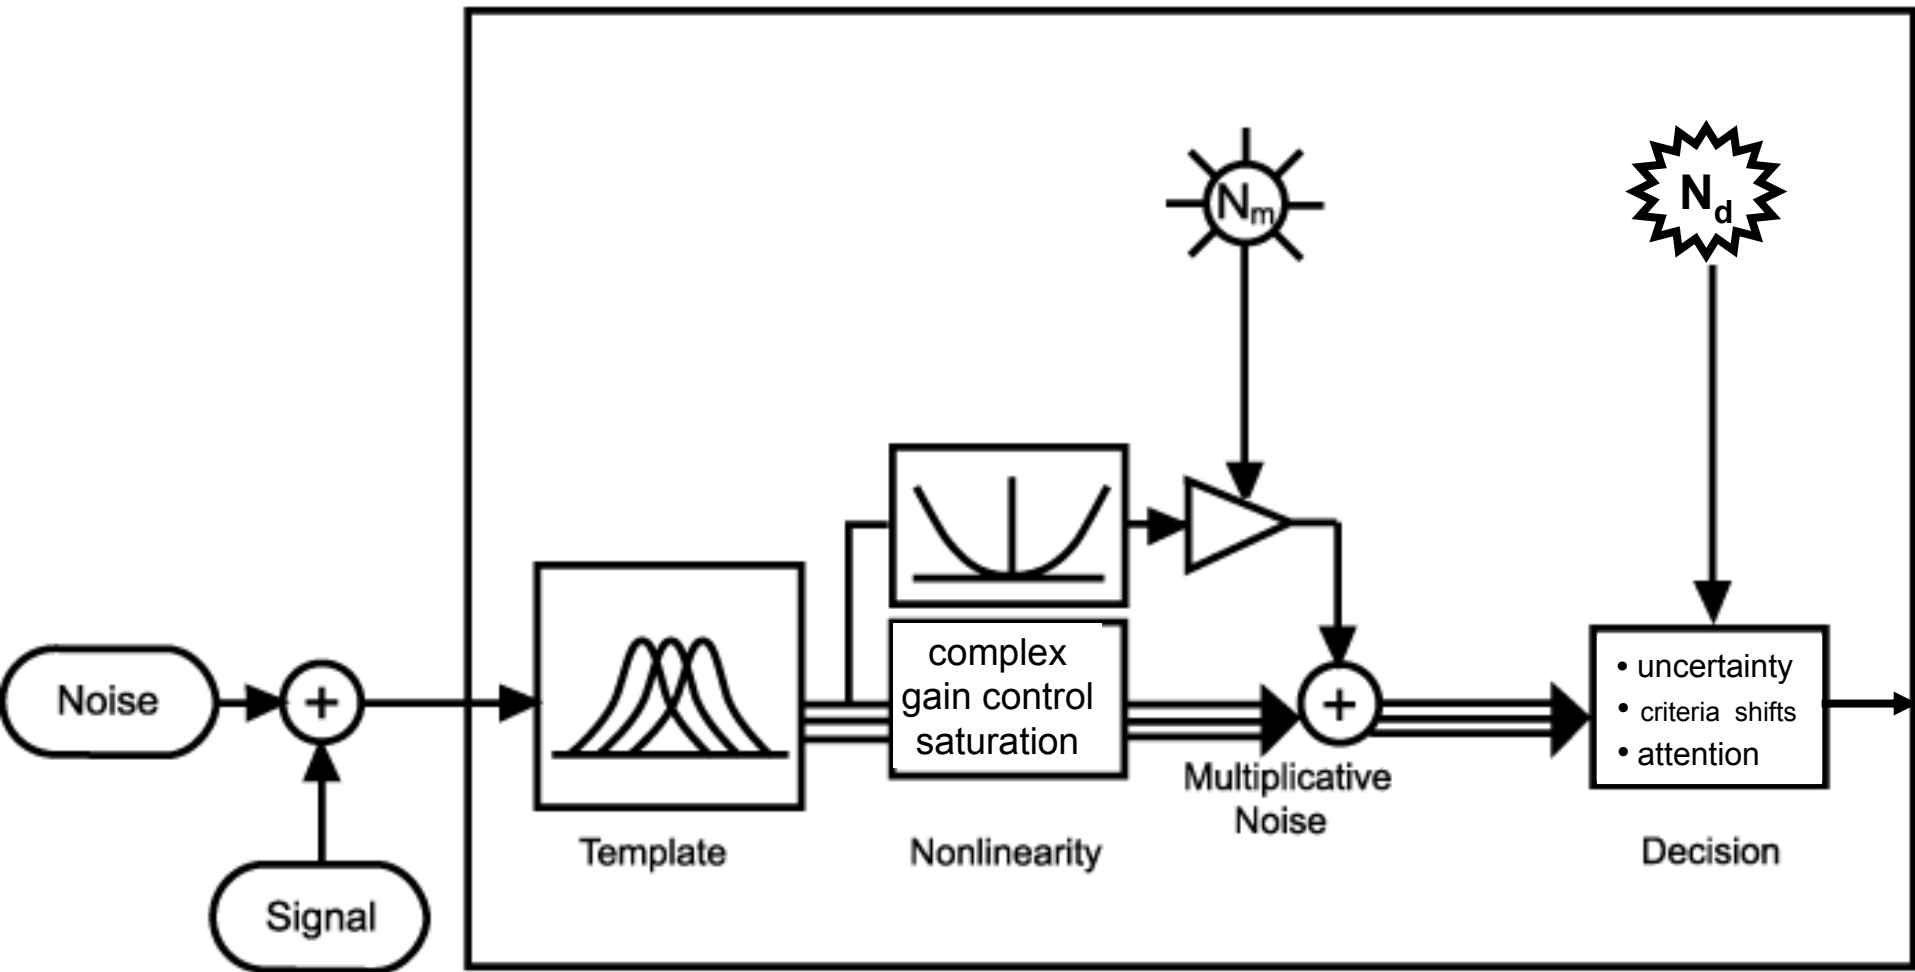 Noise
+
Signal
Template
complex
gain control
saturation
Nonlinearity
Nm
+
Multiplicative
Noise
Nd
• uncertainty
• criteria shifts
• attention
Decision